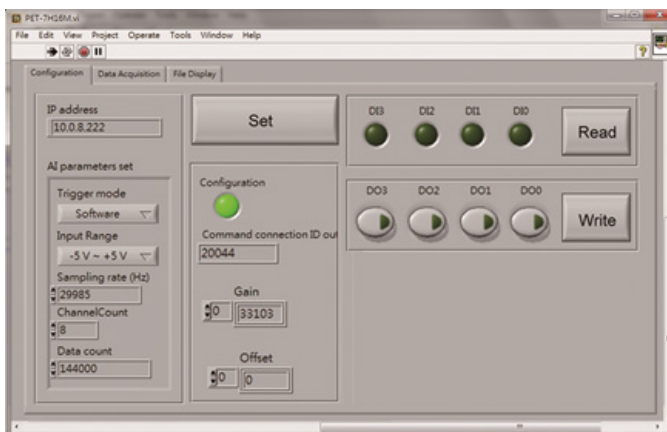 PET-7H16M.vi
File Edit View Project Operate Tools Window Help
Configuration Data Acquisition File Display
IP address
10.0.8.222
AI parameters set
Trigger mode
Software
Input Range
-5 V ~ +5 V
Sampling rate (Hz)
29985
ChannelCount
8
Data count
144000
Set
Configuration
Command connection ID out
20044
Gain
0 33103
Offset
0 0
DI3 DI2 DI1 DI0
Read
DO3 DO2 DO1 DO0
Write